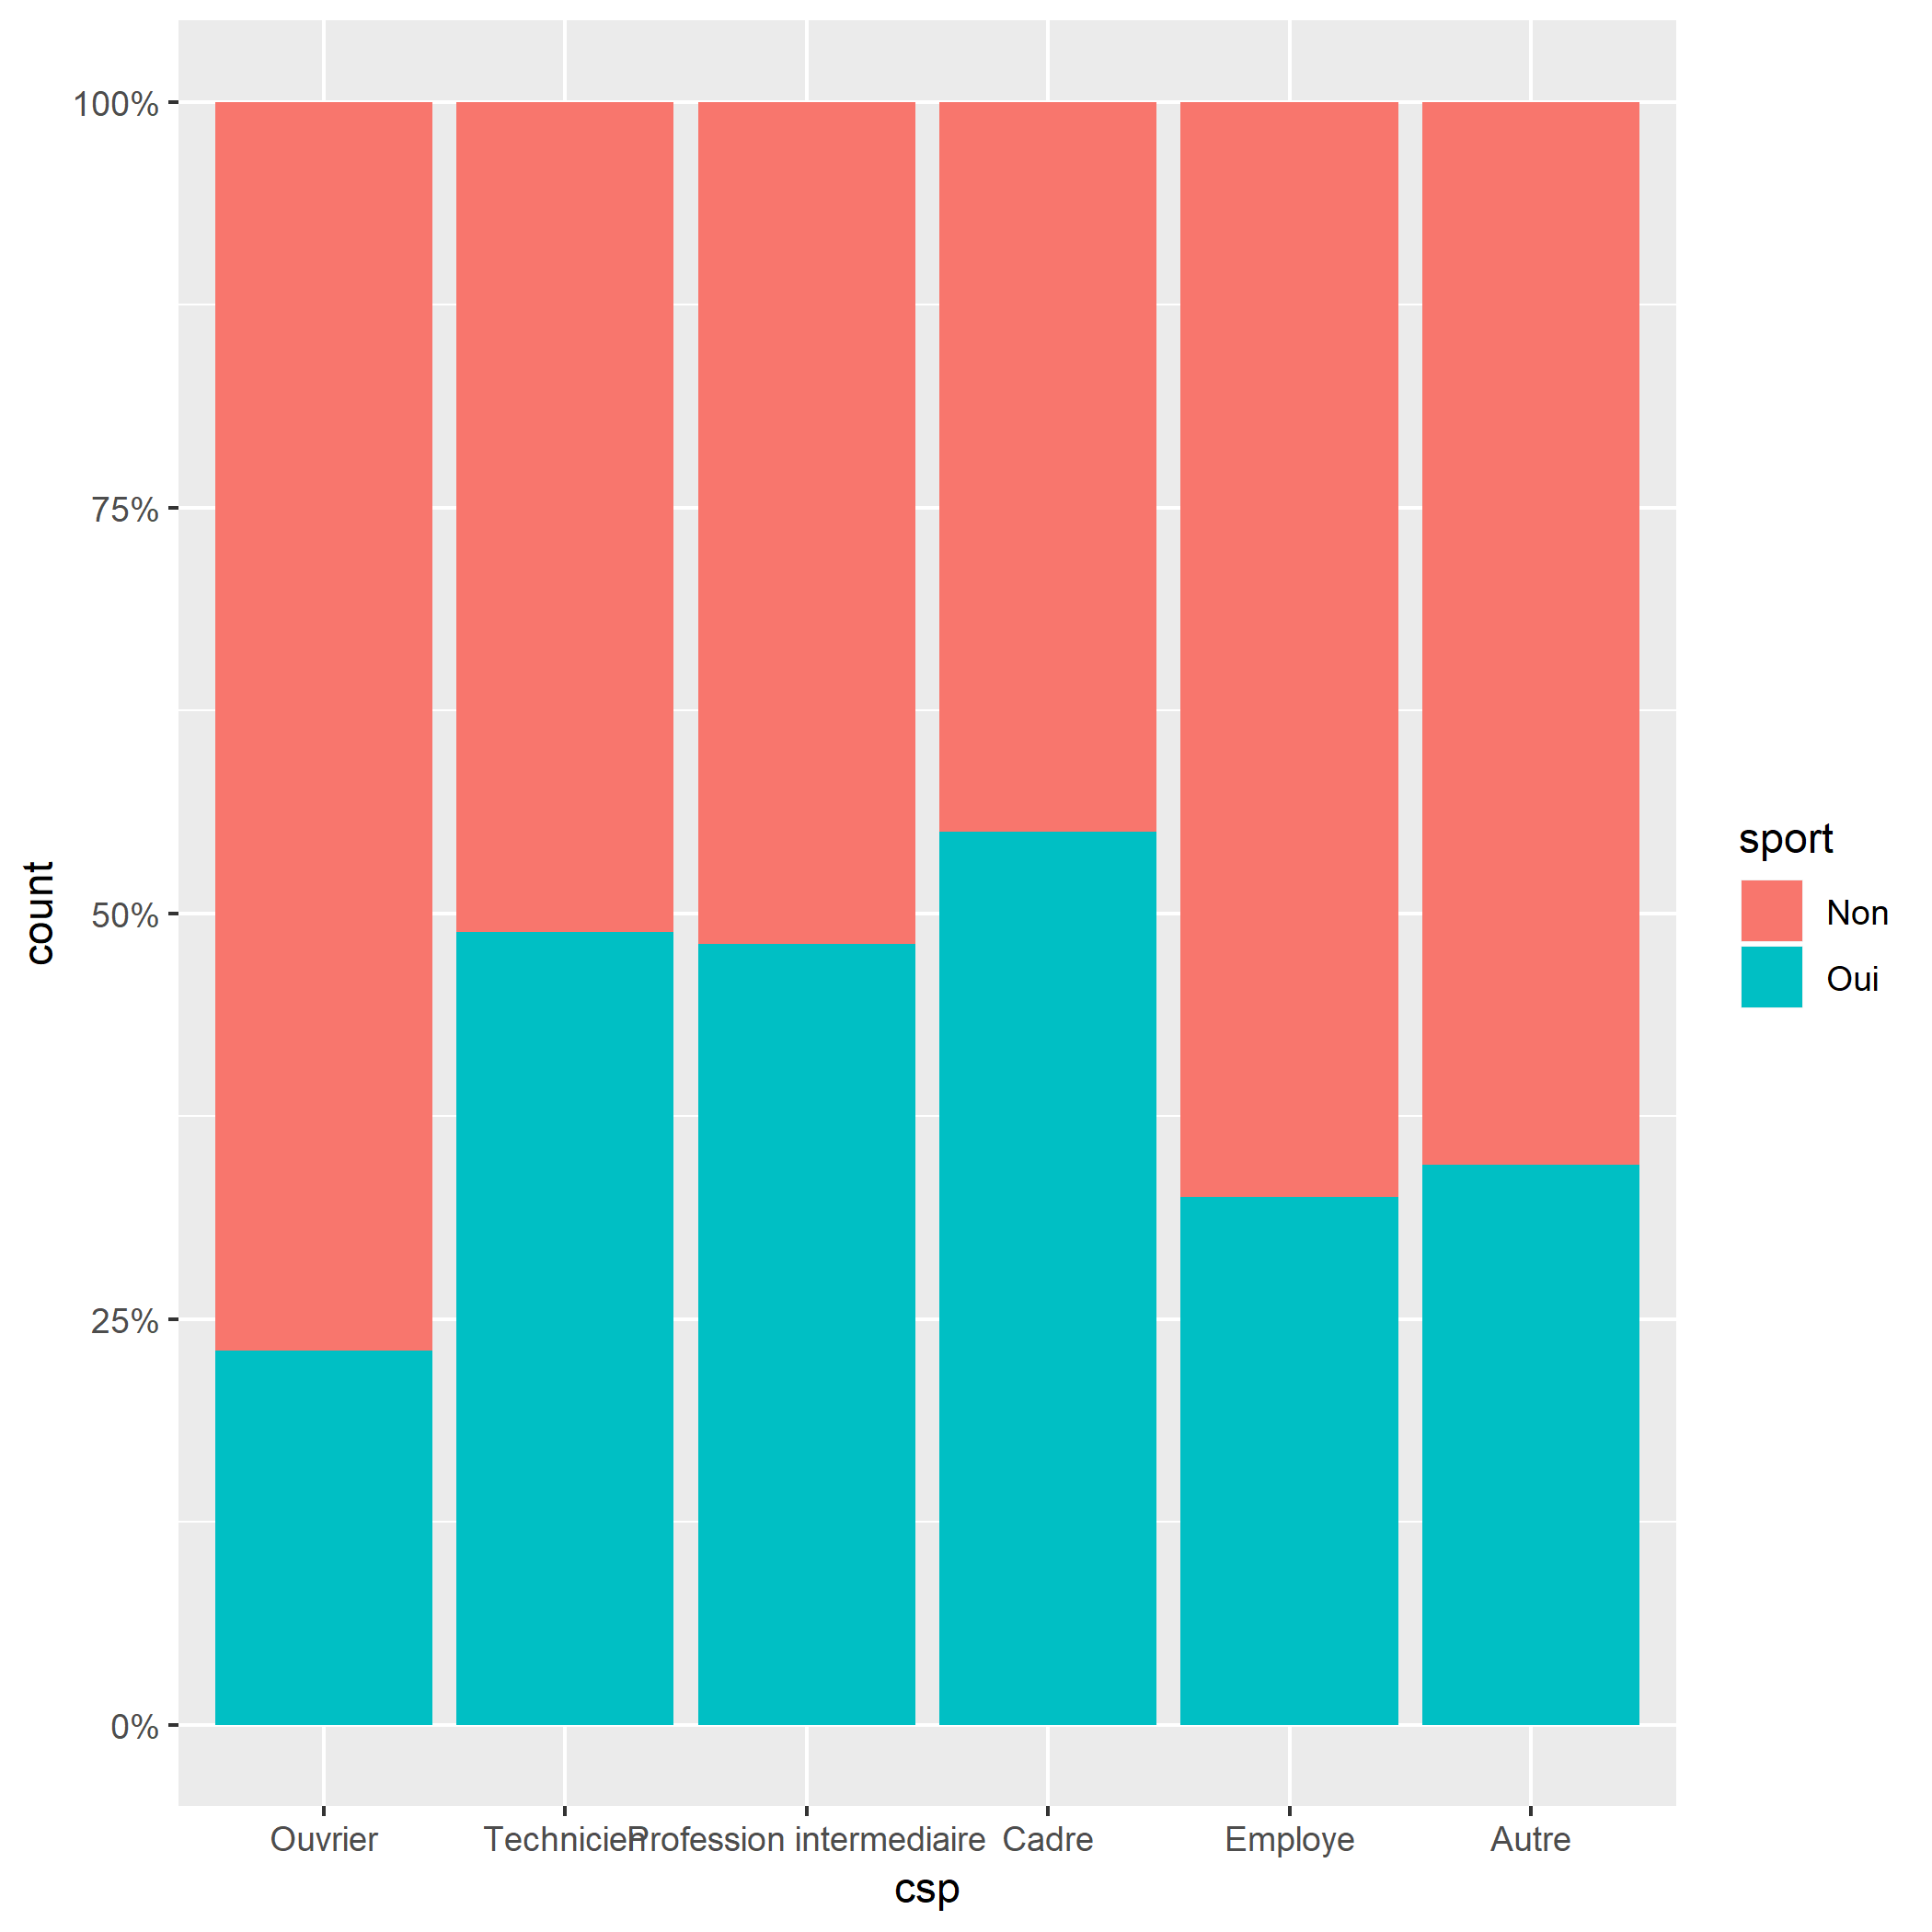 100%
75%
50%
25%
0%
count
Ouvrier
Technicien
Profession intermediaire
Cadre
Employe
Autre
csp
sport
Non
Oui